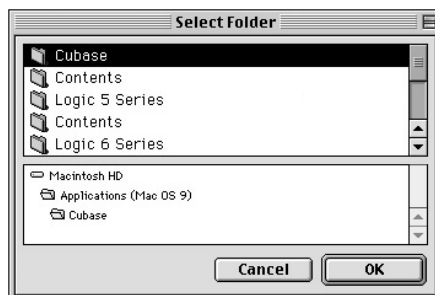 Select Folder
Cubase
Contents
Logic 5 Series
Contents
Logic 6 Series
Macintosh HD
Applications (Mac OS 9)
Cubase
Cancel
OK